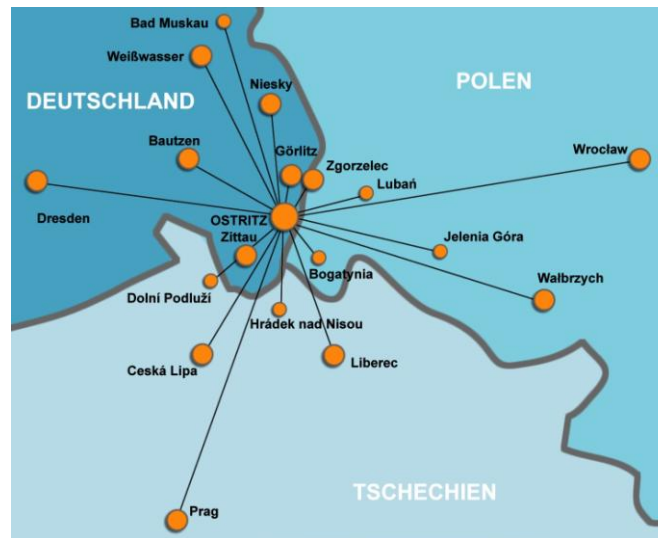 Bad Muskau
Weißwasser
Niesky
POLEN
DEUTSCHLAND
Bautzen
Görlitz
Zgorzelec
Wrocław
Lubań
Dresden
OSTRITZ
Zittau
Jelenia Góra
Bogatynia
Wałbrzych
Dolní Podluží
Hrádek nad Nisou
Ceská Lipa
Liberec
TSCHECHIEN
Prag